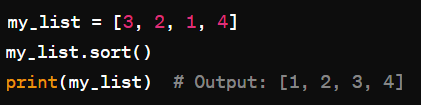 my_list = [3, 2, 1, 4]
my_list.sort()
print(my_list)  # Output: [1, 2, 3, 4]